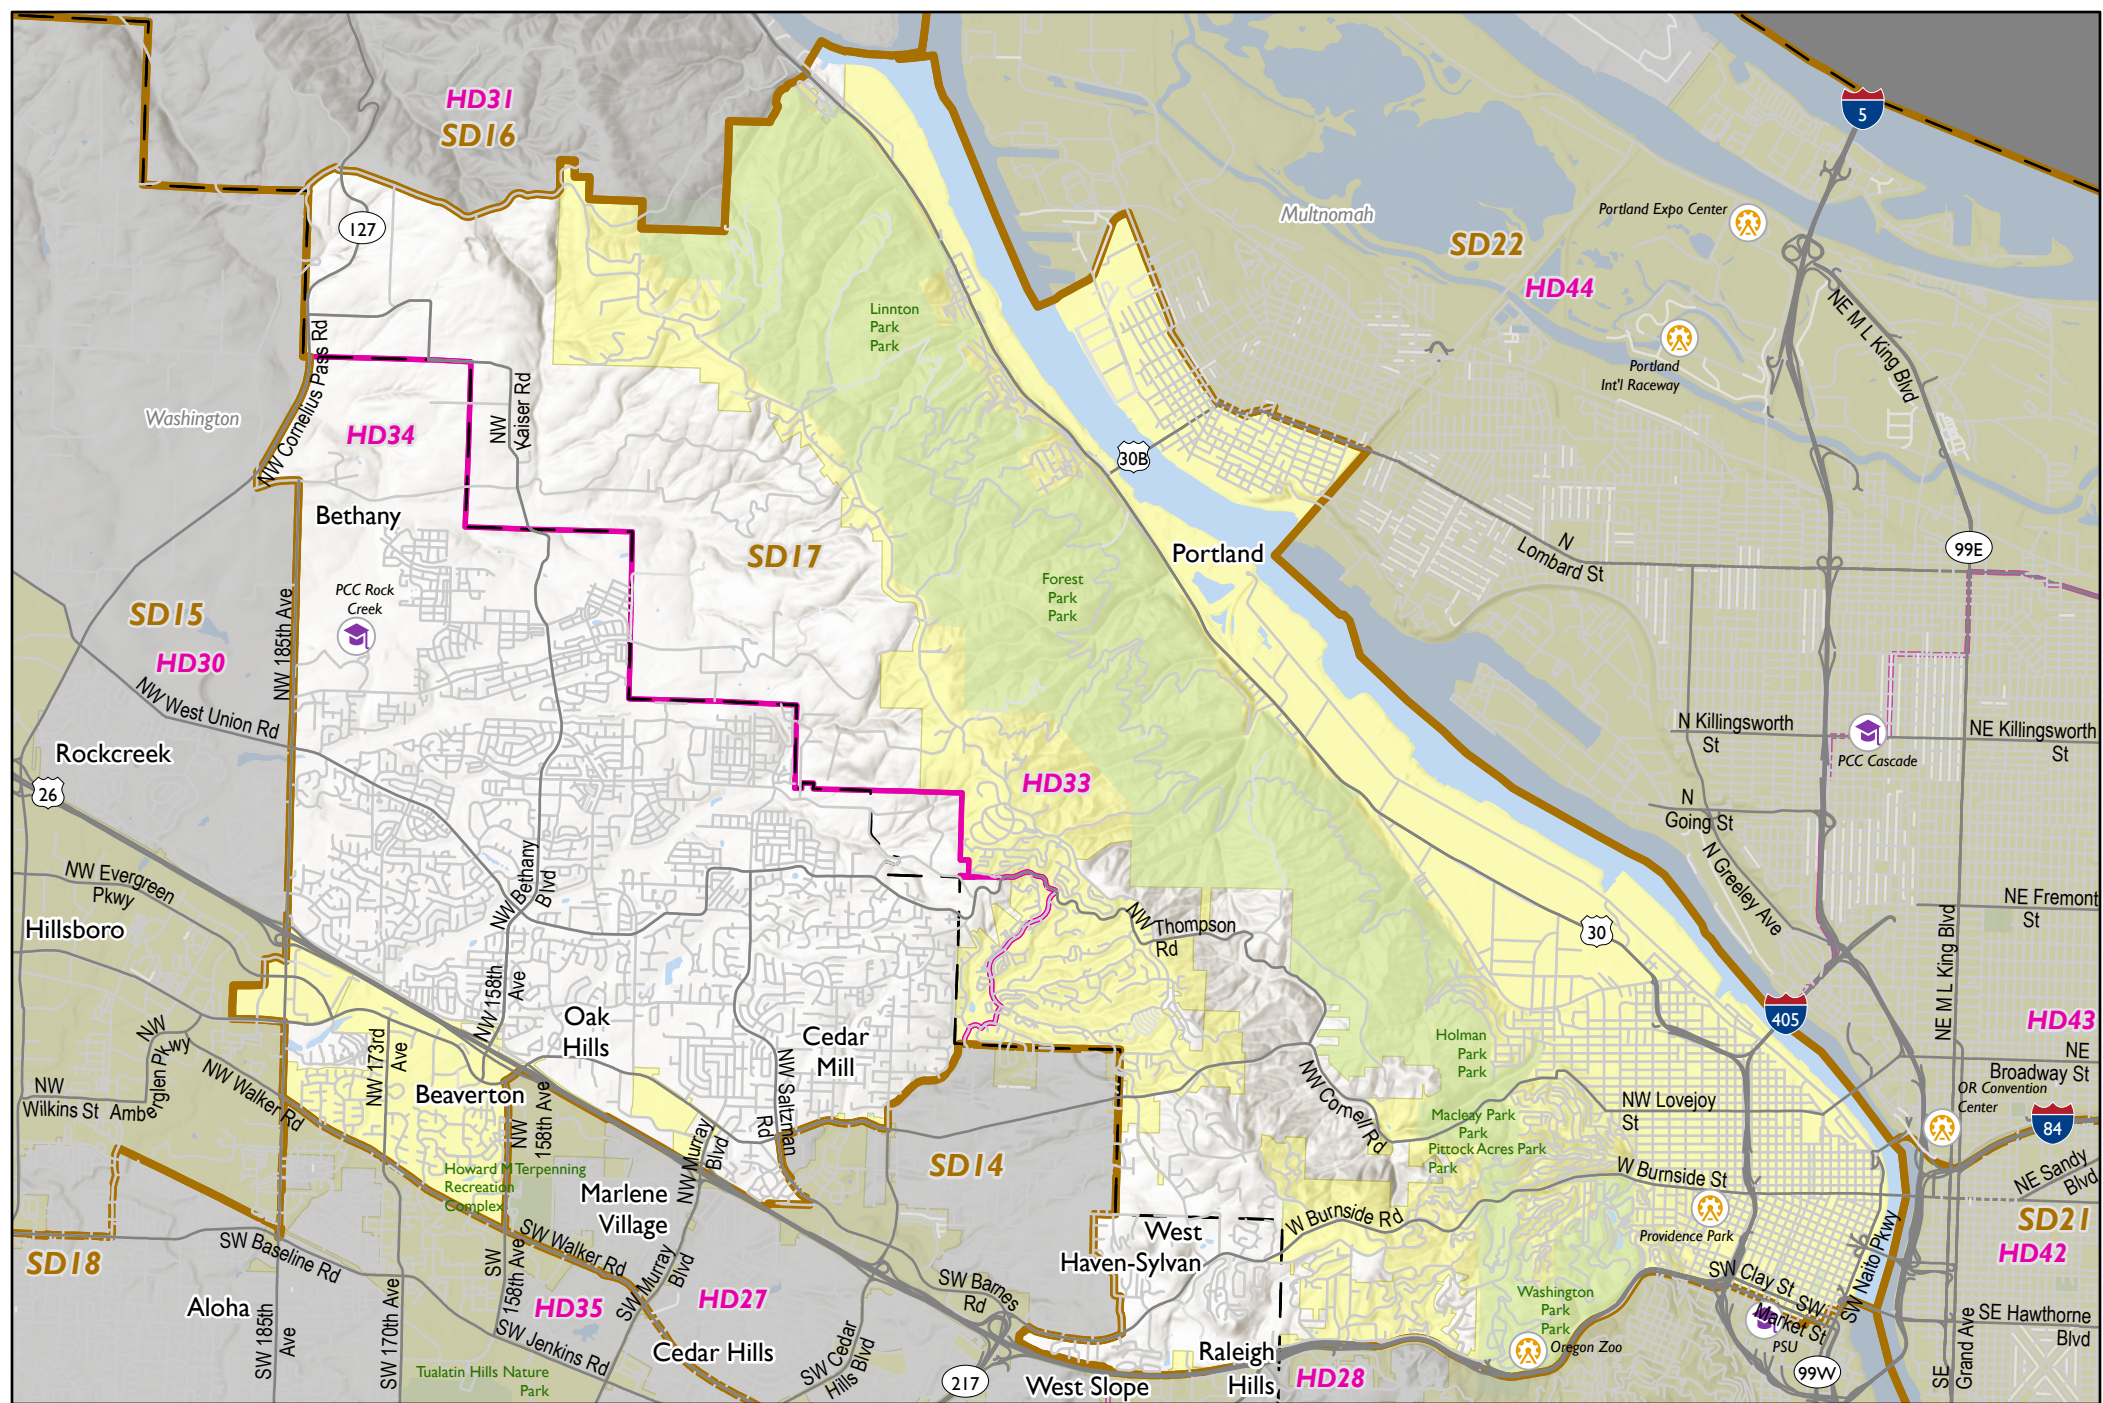 HD31
SD16
5
Portland Expo Center
Multnomah
SD22
HD44
127
Linnton
Park
Park
NE M L King Blvd
Portland
Int'l Raceway
NW Cornelius Pass Rd
NW
Kaiser Rd
Washington
HD34
30B
Bethany
SD17
Portland
N
Lombard St
99E
PCC Rock
Creek
Forest
Park
Park
SD15
HD30
NW 185th Ave
NW West Union Rd
N Killingsworth
St
NE Killingsworth
St
PCC Cascade
Rockcreek
HD33
26
N
Going St
N Greeley Ave
NW Evergreen
Pkwy
NW Bethany
Blvd
NE Fremont
St
Hillsboro
NW Thompson
Rd
30
NE M L King Blvd
NW 158th
Ave
Oak
Hills
Cedar
Mill
405
HD43
NW
Amberglen Pkwy
NW 173rd
Ave
Holman
Park
Park
NE
Broadway St
NW
Wilkins St
NW Walker Rd
Beaverton
NW
158th Ave
NW Saltzman
Rd
NW Cornell Rd
NW Lovejoy
St
OR Convention
Center
84
NW Murray
Blvd
Macleay Park
Park
Pittock Acres Park
Park
Howard M Terpenning
Recreation
Complex
SD14
W Burnside St
NE Sandy
Blvd
Marlene
Village
W Burnside Rd
Providence Park
SD21
HD42
SD18
SW Baseline Rd
SW
158th Ave
SW Walker Rd
West
Haven-Sylvan
SW Naito Pkwy
SW Murray
Blvd
SW Clay St
SW
Market St
PSU
Aloha
SW 185th
Ave
SW 170th Ave
HD35
HD27
SW Barnes
Rd
Washington
Park
Park
SE Hawthorne
Blvd
SW Jenkins Rd
Cedar Hills
SW Cedar
Hills Blvd
Raleigh
Hills
Oregon Zoo
Tualatin Hills Nature
Park
217
West Slope
HD28
99W
SE
Grand Ave